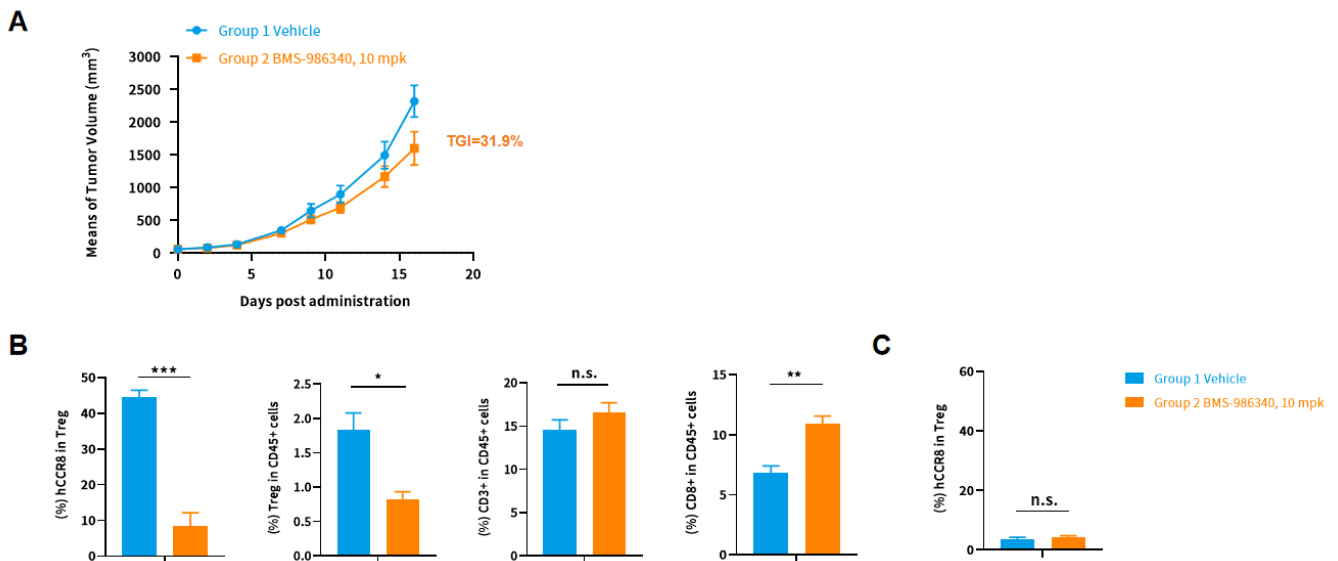 A
Group 1 Vehicle
Group 2 BMS-986340, 10 mpk
Means of Tumor Volume (mm³)
3000
2500
2000
1500
1000
500
0
0 5 10 15 20
Days post administration
TGI=31.9%
B
(%) hCCR8 in Treg
50
40
30
20
10
0
***
(%) Treg in CD45+ cells
2.5
2.0
1.5
1.0
0.5
0.0
*
(%) CD3+ in CD45+ cells
20
15
10
5
0
n.s.
(%) CD8+ in CD45+ cells
15
10
5
0
**
C
(%) hCCR8 in Treg
60
40
20
0
n.s.
Group 1 Vehicle
Group 2 BMS-986340, 10 mpk